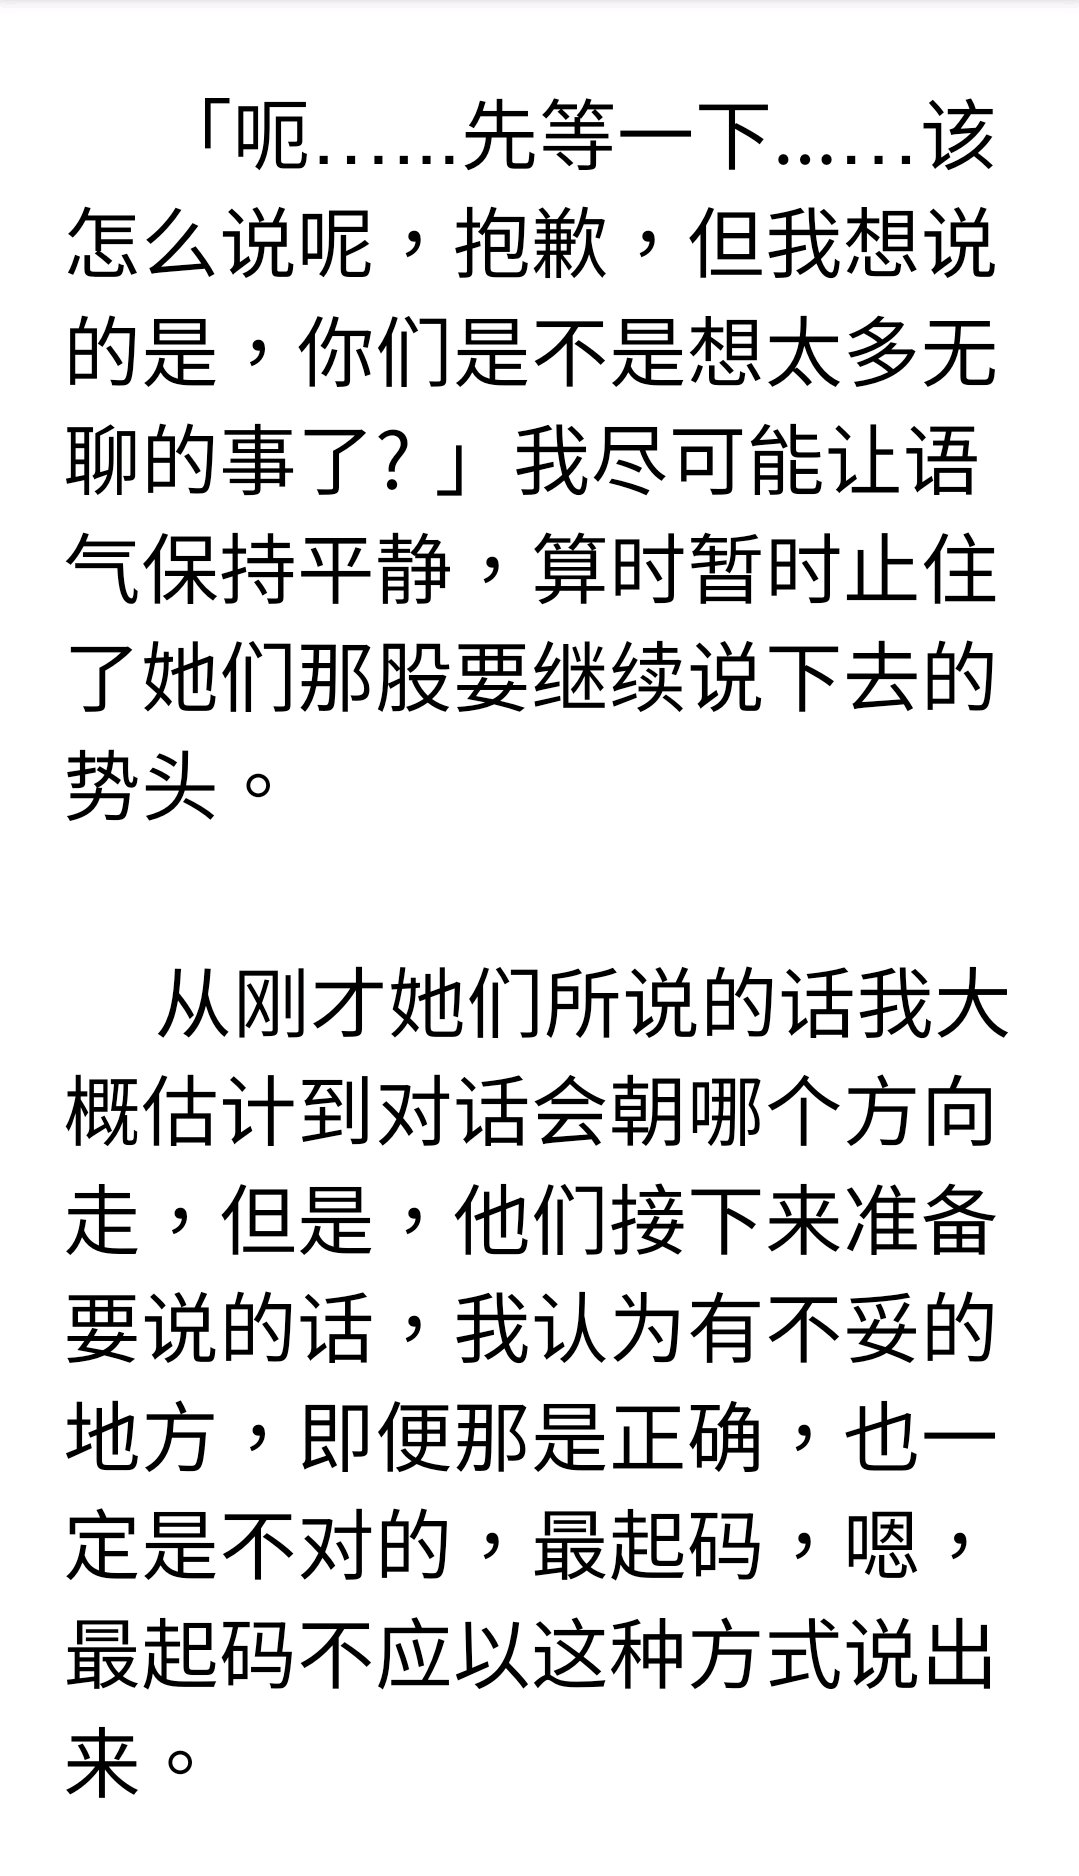 「呃……先等一下……该
怎么说呢，抱歉，但我想说
的是，你们是不是想太多无
聊的事了？」我尽可能让语
气保持平静，算时暂时止住
了她们那股要继续说下去的
势头。
从刚才她们所说的话我大
概估计到对话会朝哪个方向
走，但是，他们接下来准备
要说的话，我认为有不妥的
地方，即便那是正确，也一
定是不对的，最起码，嗯，
最起码不应以这种方式说出
来。